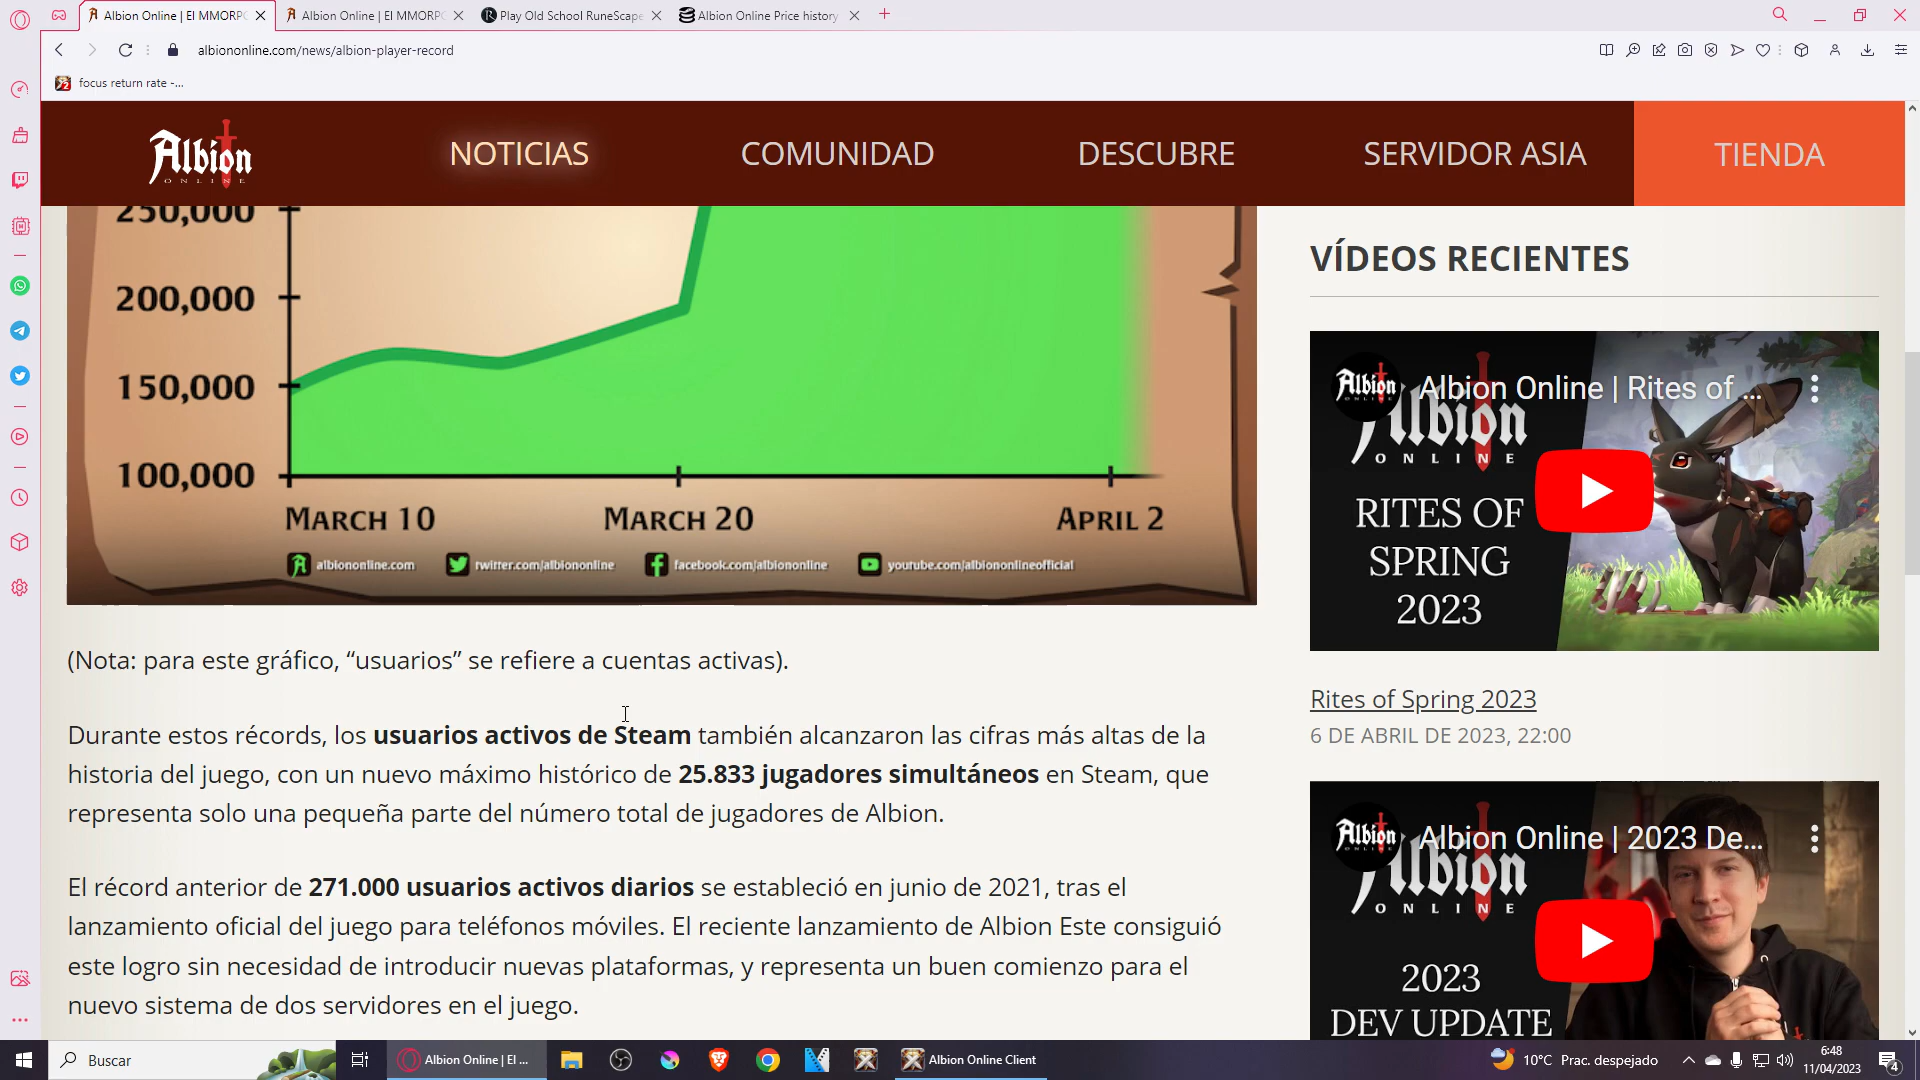 Albion Online | El MMORPG
Albion Online | El MMORPG
Play Old School RuneScape
Albion Online Price history
albiononline.com/news/albion-player-record
focus return rate -...
Albion
ONLINE
NOTICIAS
COMUNIDAD
DESCUBRE
SERVIDOR ASIA
TIENDA
250,000
200,000
150,000
100,000
MARCH 10
MARCH 20
APRIL 2
albiononline.com
twitter.com/albiononline
facebook.com/albiononline
youtube.com/albiononlineofficial
(Nota: para este gráfico, “usuarios” se refiere a cuentas activas).
Durante estos récords, los usuarios activos de Steam también alcanzaron las cifras más altas de la
historia del juego, con un nuevo máximo histórico de 25.833 jugadores simultáneos en Steam, que
representa solo una pequeña parte del número total de jugadores de Albion.
El récord anterior de 271.000 usuarios activos diarios se estableció en junio de 2021, tras el
lanzamiento oficial del juego para teléfonos móviles. El reciente lanzamiento de Albion Este consiguió
este logro sin necesidad de introducir nuevas plataformas, y representa un buen comienzo para el
nuevo sistema de dos servidores en el juego.
VÍDEOS RECIENTES
Albion
Albion Online | Rites of ...
Albion
ONLINE
RITES OF
SPRING
2023
Rites of Spring 2023
6 DE ABRIL DE 2023, 22:00
Albion
Albion Online | 2023 De...
Albion
ONLINE
2023
DEV UPDATE
Buscar
Albion Online | El ...
Albion Online Client
10°C Prac. despejado
6:48
11/04/2023
4